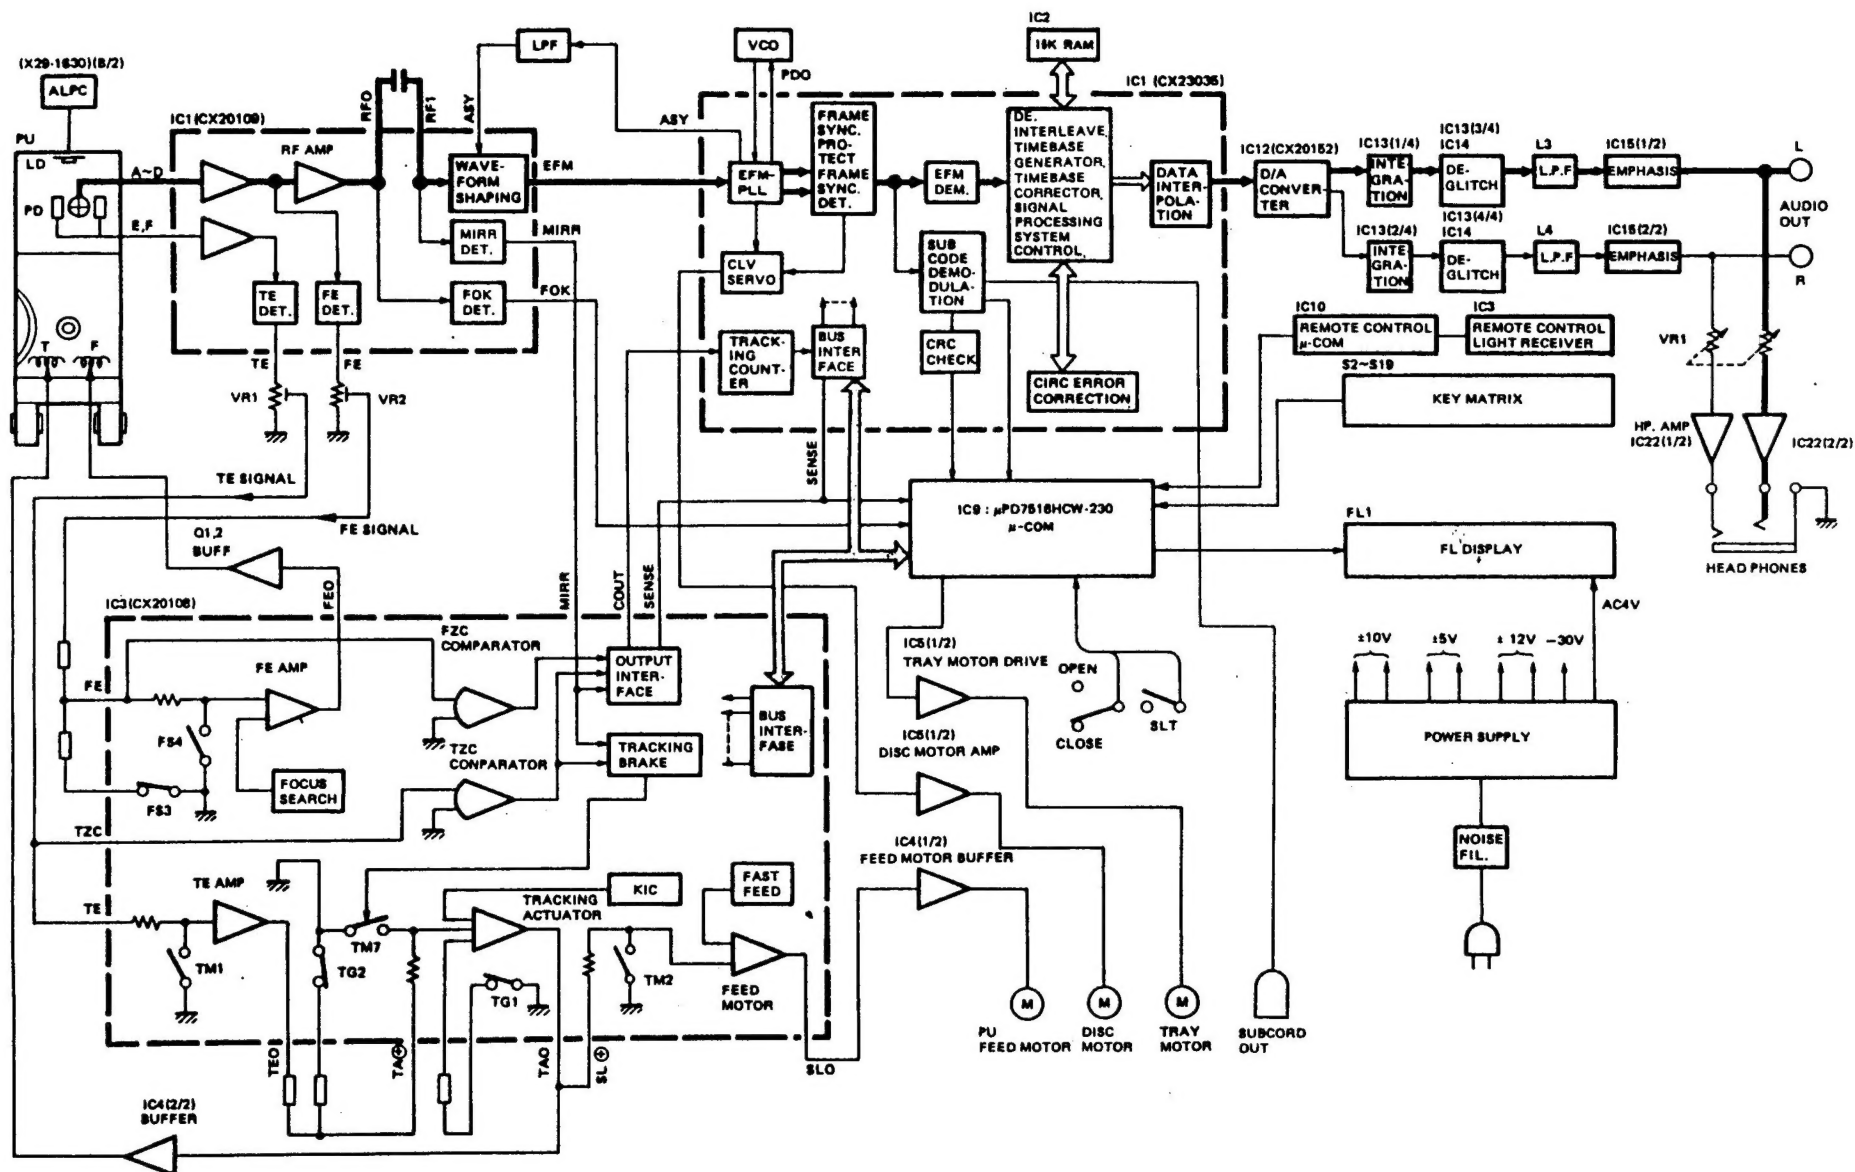 (X29-1630)(B/2)
ALPC
PU
LD
PD
A~D
E,F
T
F
IC1(CX20109)
RF AMP
RFO
RF1
ASY
LPF
ASY
WAVE-
FORM
SHAPING
EFM
MIRR
DET.
MIRR
FOK
DET.
FOK
TE
DET.
FE
DET.
TE
FE
VR1
VR2
TE SIGNAL
FE SIGNAL
Q1,2
BUFF
VCO
PDO
IC2
16K RAM
IC1 (CX23035)
EFM-
PLL
FRAME
SYNC.
PRO-
TECT
FRAME
SYNC.
DET.
EFM
DEM.
DE.
INTERLEAVE,
TIMEBASE
GENERATOR,
TIMEBASE
CORRECTOR,
SIGNAL
PROCESSING
SYSTEM
CONTROL,
DATA
INTER-
POLATION
CLV
SERVO
SUB
CODE
DEMO-
DULATION
TRACK-
ING
COUNT-
ER
BUS
INTER
FACE
CRC
CHECK
CIRC ERROR
CORRECTION
IC12(CX20152)
D/A
CONVER-
TER
IC13(1/4)
INTE
GRA-
TION
IC13(3/4)
IC14
DE-
GLITCH
L3
L.P.F
IC15(1/2)
EMPHASIS
L
AUDIO
OUT
R
IC13(2/4)
INTE
GRA-
TION
IC13(4/4)
IC14
DE-
GLITCH
L4
L.P.F
IC15(2/2)
EMPHASIS
IC10
REMOTE CONTROL
μ-COM
IC3
REMOTE CONTROL
LIGHT RECEIVER
S2~S19
KEY MATRIX
VR1
HP. AMP
IC22(1/2)
IC22(2/2)
HEAD PHONES
SENSE
IC9 : μPD7516HCW-230
μ-COM
FL1
FL DISPLAY
AC4V
±10V
±5V
± 12V
−30V
POWER SUPPLY
NOISE
FIL.
IC3(CX20108)
FEO
MIRR
COUT
SENSE
FZC
COMPARATOR
FE AMP
FE
FS4
FS3
FOCUS
SEARCH
OUTPUT
INTER-
FACE
TZC
CONPARATOR
TRACKING
BRAKE
BUS
INTER-
FASE
TZC
TE AMP
TE
TM1
TG2
TM7
TRACKING
ACTUATOR
KIC
TG1
TM2
FAST
FEED
FEED
MOTOR
TEO
TA⊕
TAO
SL⊕
SLO
IC4(2/2)
BUFFER
IC5(1/2)
TRAY MOTOR DRIVE
OPEN
CLOSE
SLT
IC5(1/2)
DISC MOTOR AMP
IC4(1/2)
FEED MOTOR BUFFER
M
M
M
PU
FEED MOTOR
DISC
MOTOR
TRAY
MOTOR
SUBCORD
OUT